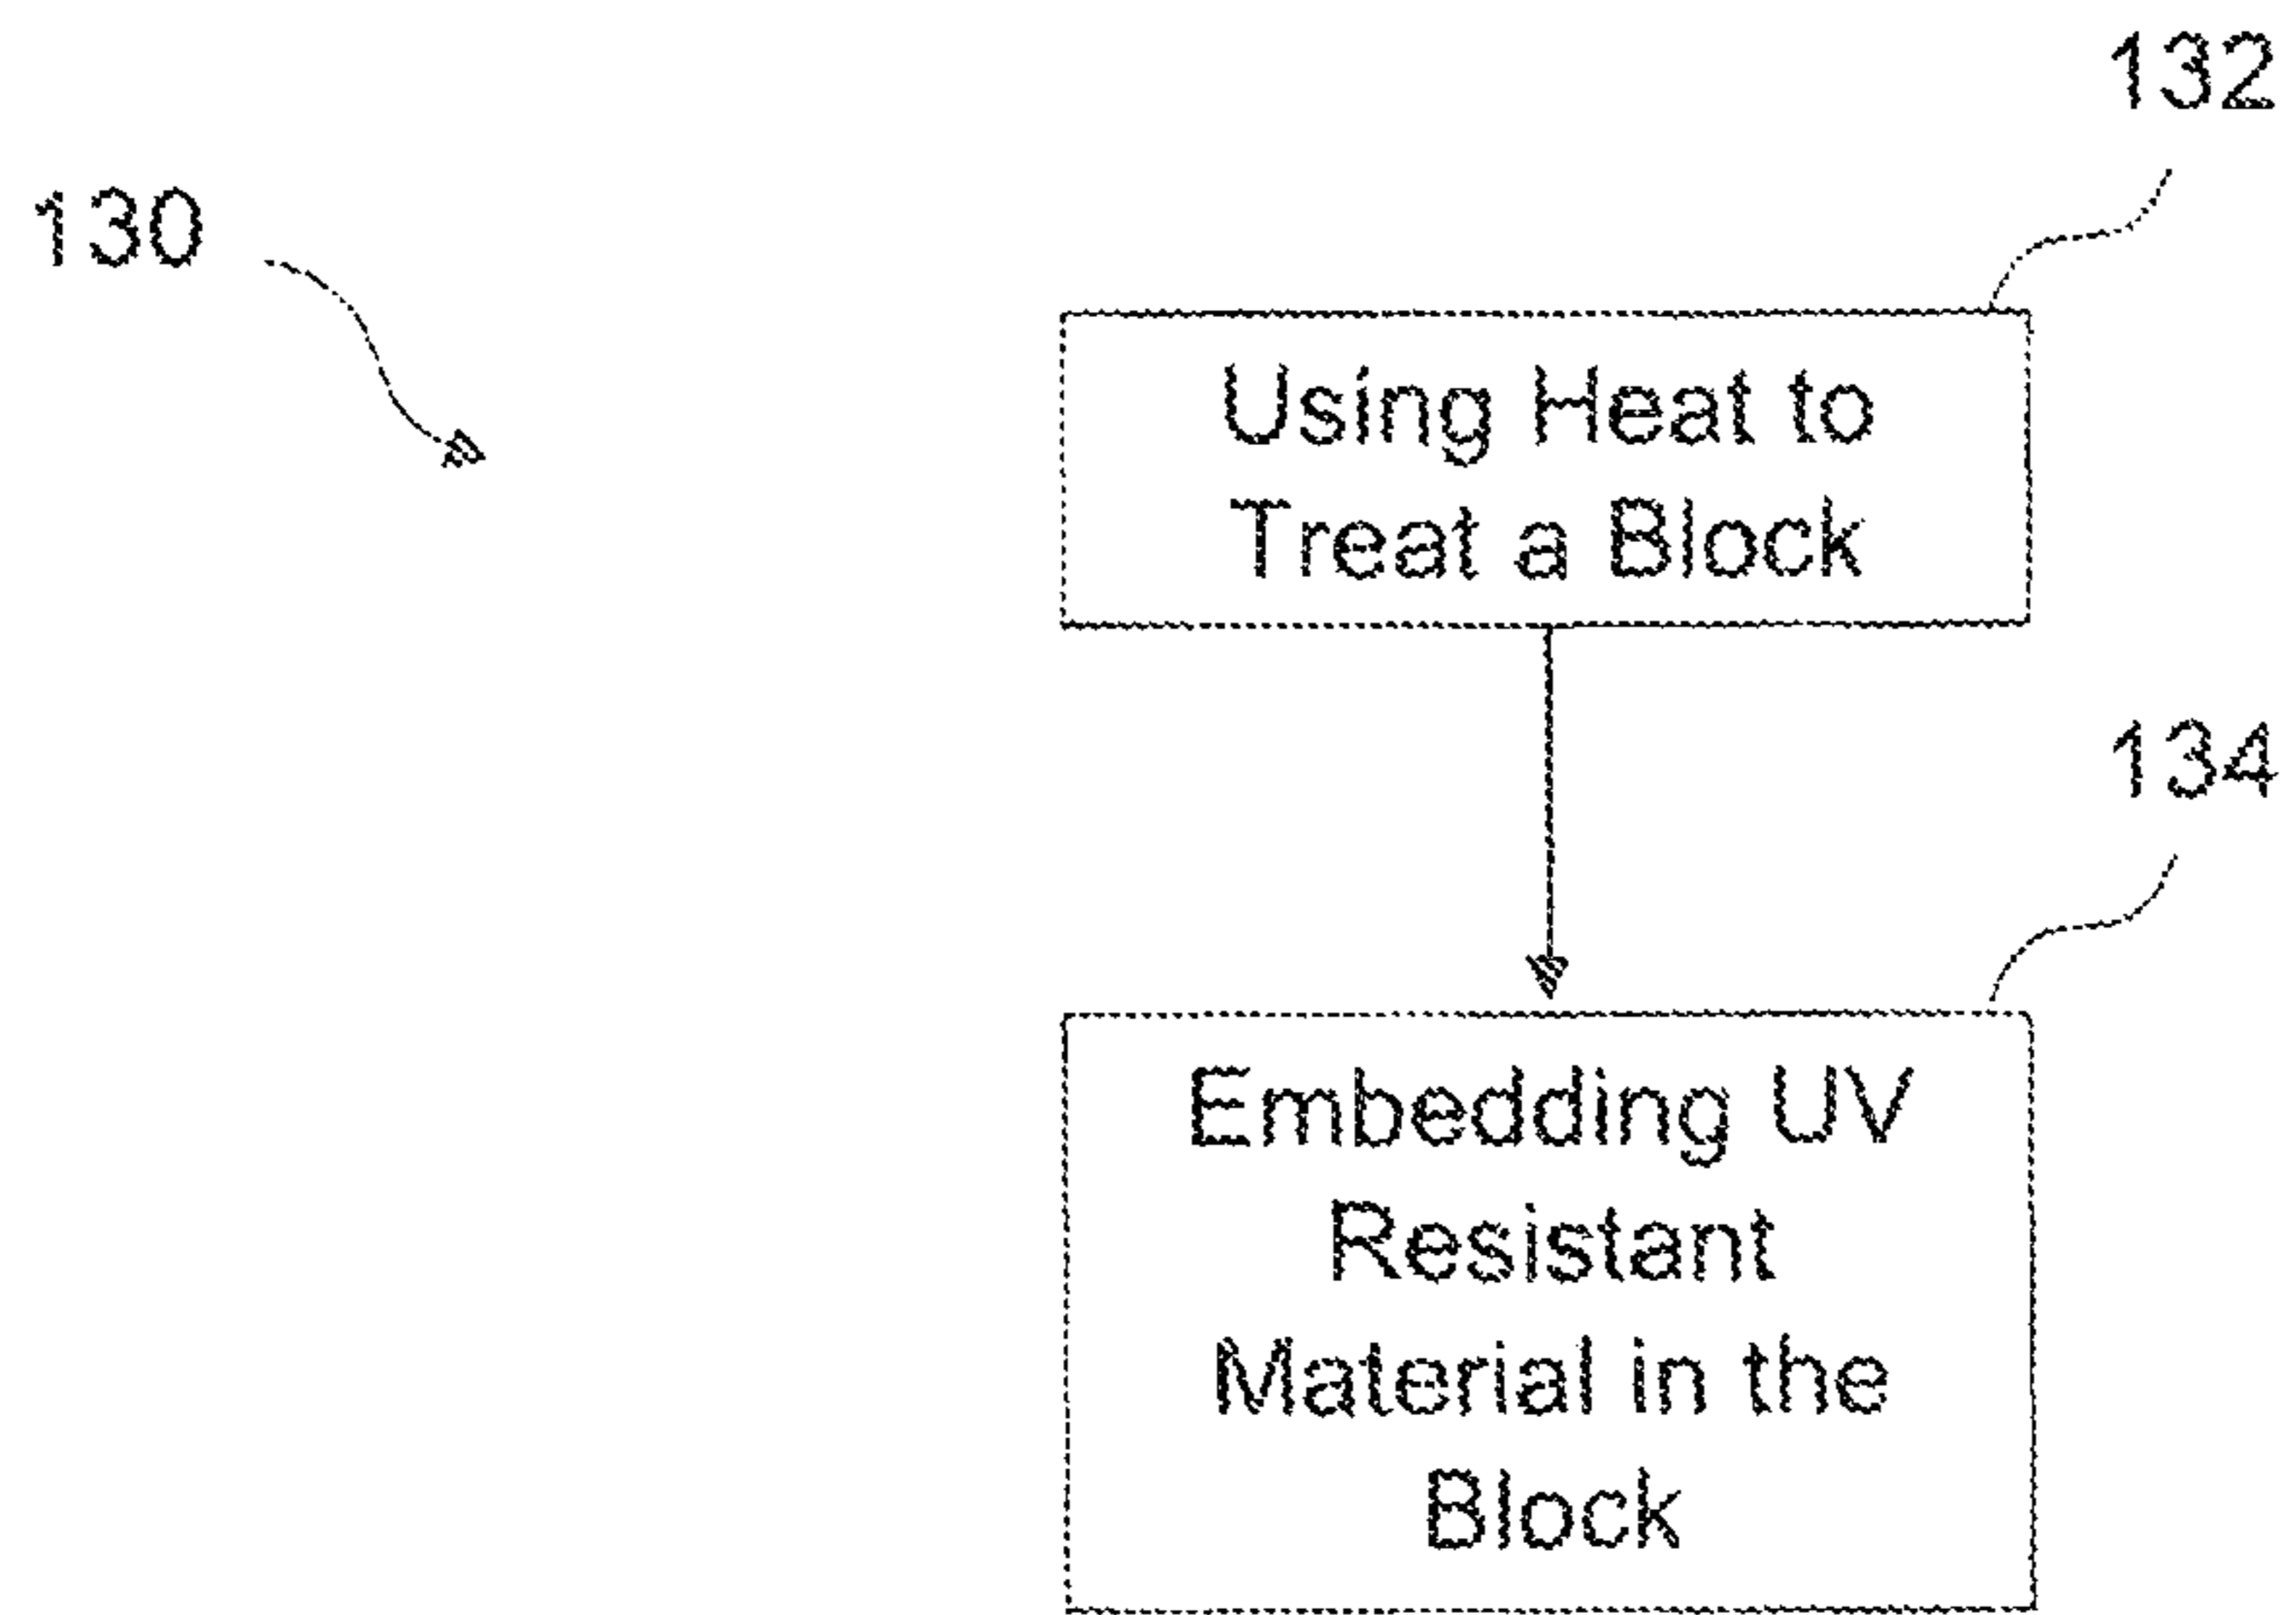 132
130
Using Heat to
Treat a Block
134
Embedding UV
Resistant
Material in the
Block